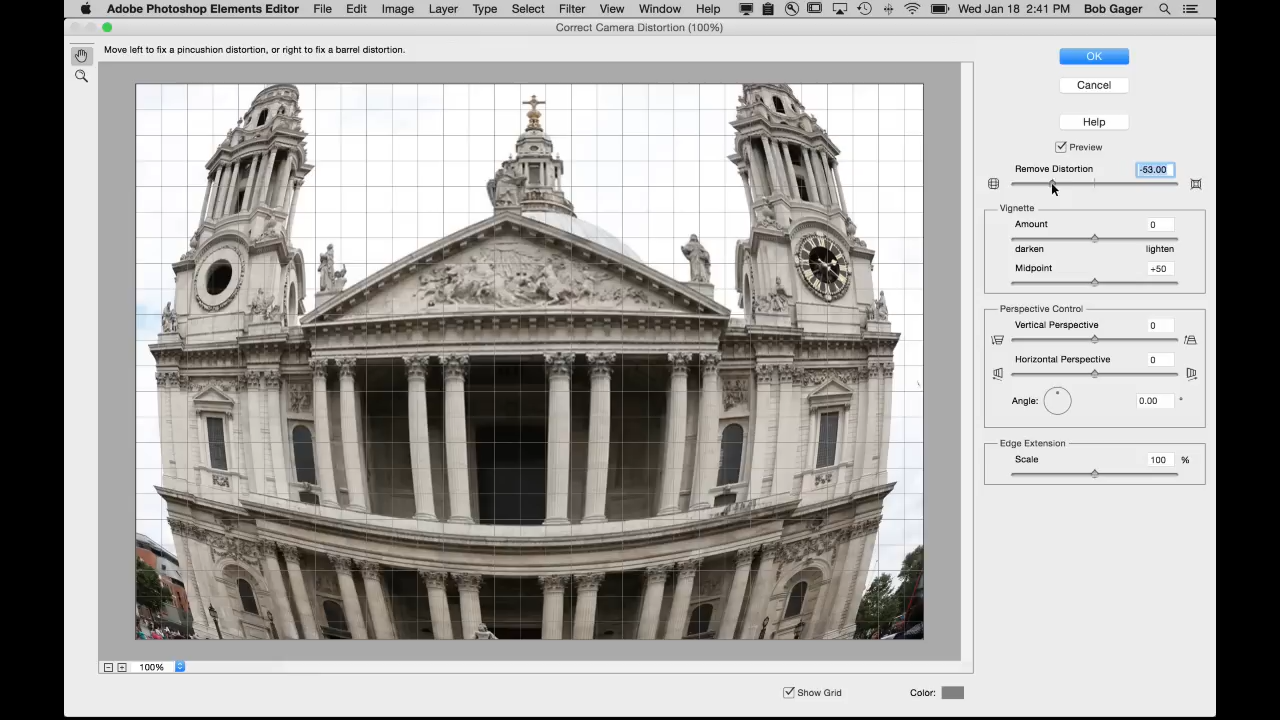 Adobe Photoshop Elements Editor File Edit Image Layer Type Select Filter View Window Help Wed Jan 18 2:41 PM Bob Gager
Correct Camera Distortion (100%)
Move left to fix a pincushion distortion, or right to fix a barrel distortion.
OK
Cancel
Help
Preview
Remove Distortion -53.00
Vignette
Amount 0
darken lighten
Midpoint +50
Perspective Control
Vertical Perspective 0
Horizontal Perspective 0
Angle: 0.00 °
Edge Extension
Scale 100 %
100%
Show Grid Color: